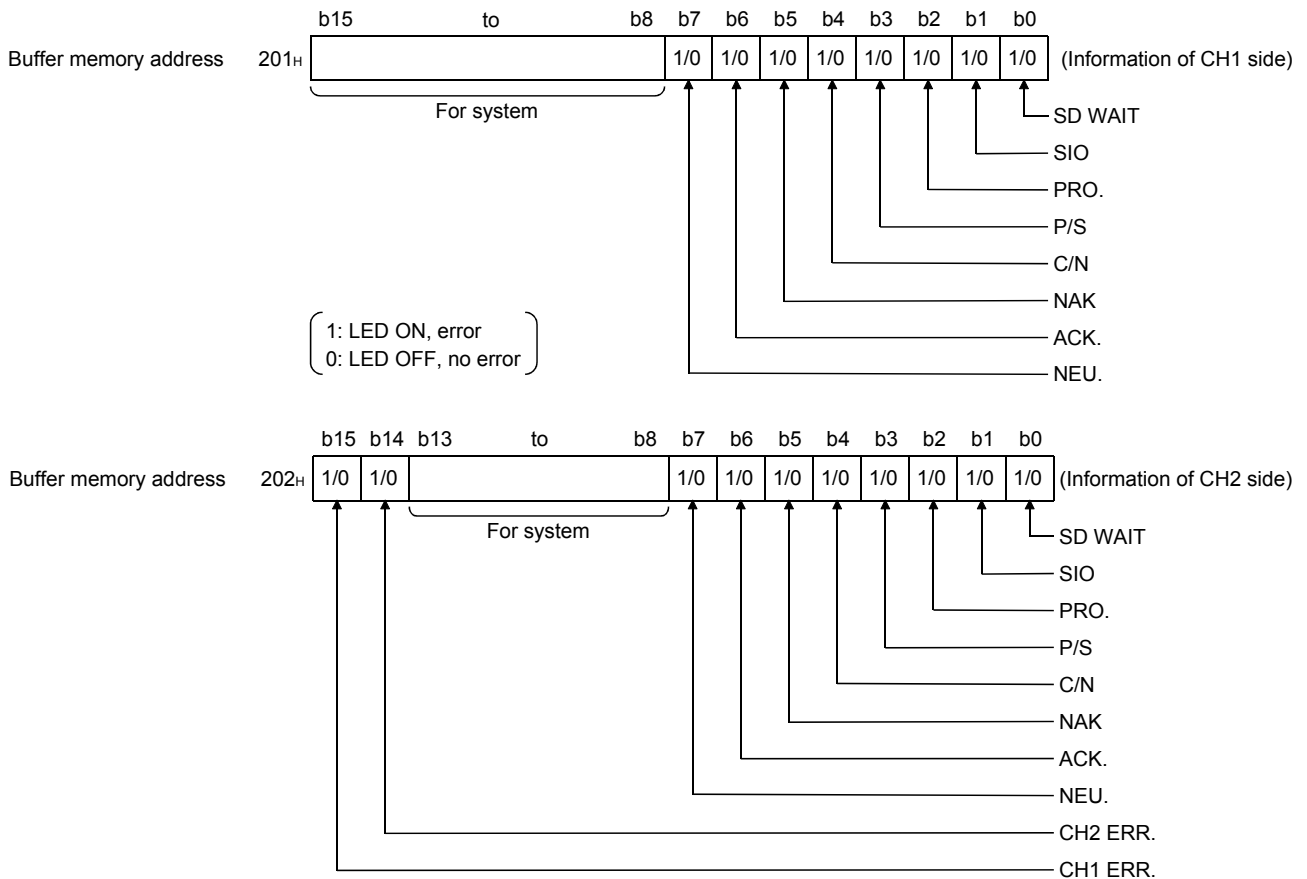 b15 to b8 b7 b6 b5 b4 b3 b2 b1 b0
Buffer memory address 201H 1/0 1/0 1/0 1/0 1/0 1/0 1/0 1/0 (Information of CH1 side)
For system
SD WAIT
SIO
PRO.
P/S
C/N
NAK
ACK.
NEU.
1: LED ON, error
0: LED OFF, no error
b15 b14 b13 to b8 b7 b6 b5 b4 b3 b2 b1 b0
Buffer memory address 202H 1/0 1/0 1/0 1/0 1/0 1/0 1/0 1/0 1/0 1/0 (Information of CH2 side)
For system
SD WAIT
SIO
PRO.
P/S
C/N
NAK
ACK.
NEU.
CH2 ERR.
CH1 ERR.